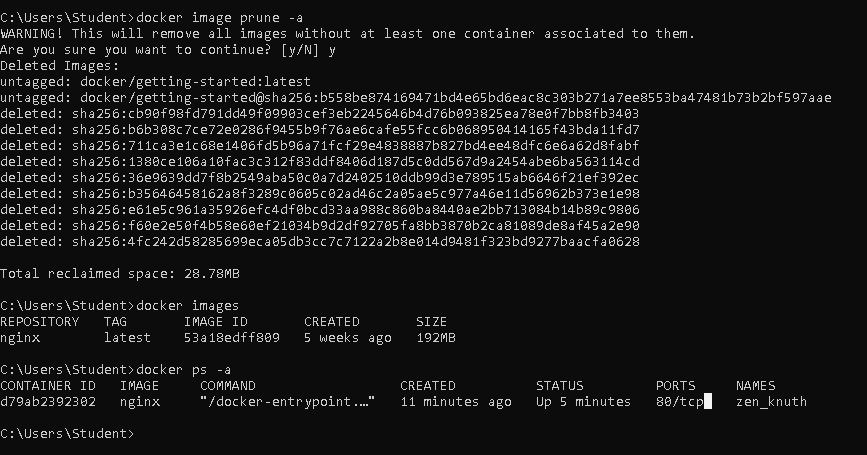 C:\Users\Student>docker image prune -a
WARNING! This will remove all images without at least one container associated to them.
Are you sure you want to continue? [y/N] y
Deleted Images:
untagged: docker/getting-started:latest
untagged: docker/getting-started@sha256:b558be874169471bd4e65bd6eac8c303b271a7ee8553ba47481b73b2bf597aae
deleted: sha256:cb90f98fd791dd49f09903cef3eb2245646b4d76b093825ea78e0f7bb8fb3403
deleted: sha256:b6b308c7ce72e0286f9455b9f76ae6cafe55fcc6b068950414165f43bda11fd7
deleted: sha256:711ca3e1c68e1406fd5b96a71fcf29e4838887b827bd4ee48dfc6e6a62d8fabf
deleted: sha256:1380ce106a10fac3c312f83ddf8406d187d5c0dd567d9a2454abe6ba563114cd
deleted: sha256:36e9639dd7f8b2549aba50c0a7d2402510ddb99d3e789515ab6646f21ef392ec
deleted: sha256:b35646458162a8f3289c0605c02ad46c2a05ae5c977a46e11d56962b373e1e98
deleted: sha256:e61e5c961a35926efc4df0bcd33aa988c860ba8440ae2bb713084b14b89c9806
deleted: sha256:f60e2e50f4b58e60ef21034b9d2df92705fa8bb3870b2ca81089de8af45a2e90
deleted: sha256:4fc242d58285699eca05db3cc7c7122a2b8e014d9481f323bd9277baacfa0628
Total reclaimed space: 28.78MB
C:\Users\Student>docker images
REPOSITORY TAG IMAGE ID CREATED SIZE
nginx latest 53a18edff809 5 weeks ago 192MB
C:\Users\Student>docker ps -a
CONTAINER ID IMAGE COMMAND CREATED STATUS PORTS NAMES
d79ab2392302 nginx "/docker-entrypoint.…" 11 minutes ago Up 5 minutes 80/tcp zen_knuth
C:\Users\Student>